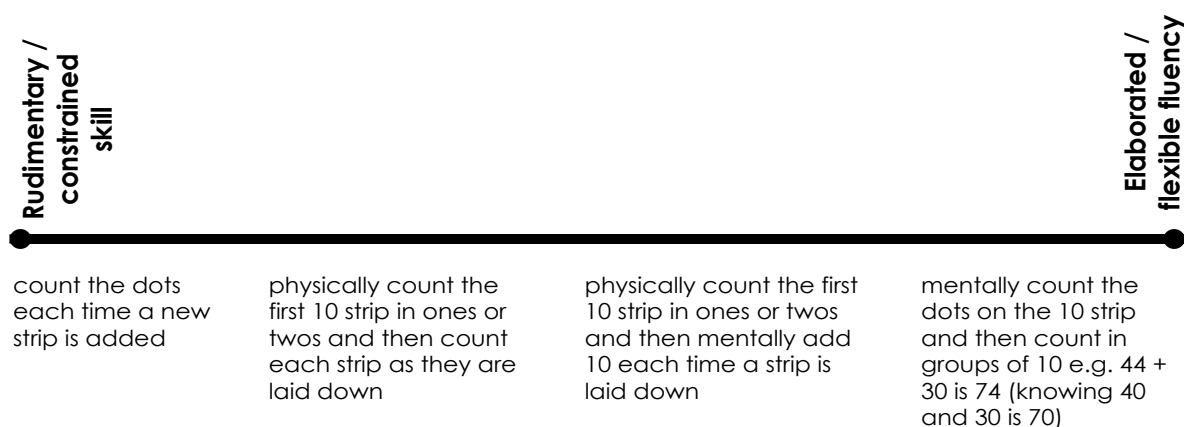 Rudimentary /
constrained
skill
Elaborated /
flexible fluency
count the dots
each time a new
strip is added
physically count the
first 10 strip in ones or
twos and then count
each strip as they are
laid down
physically count the first
10 strip in ones or twos
and then mentally add
10 each time a strip is
laid down
mentally count the
dots on the 10 strip
and then count in
groups of 10 e.g. 44 +
30 is 74 (knowing 40
and 30 is 70)